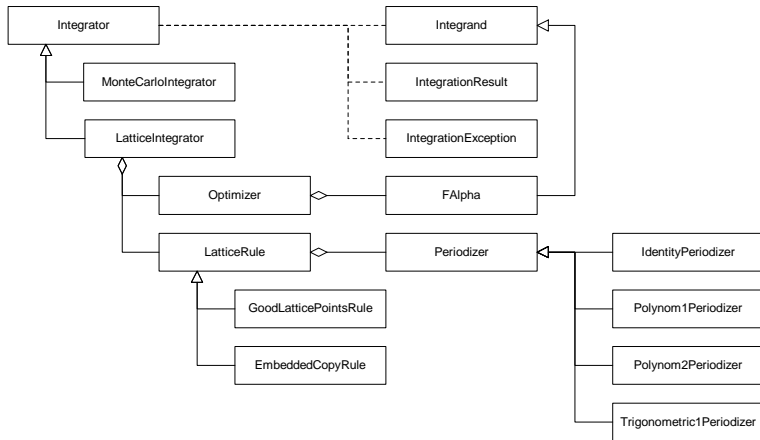 Integrator
Integrand
MonteCarloIntegrator
IntegrationResult
LatticeIntegrator
IntegrationException
Optimizer
FAlpha
LatticeRule
Periodizer
IdentityPeriodizer
GoodLatticePointsRule
Polynom1Periodizer
EmbeddedCopyRule
Polynom2Periodizer
Trigonometric1Periodizer